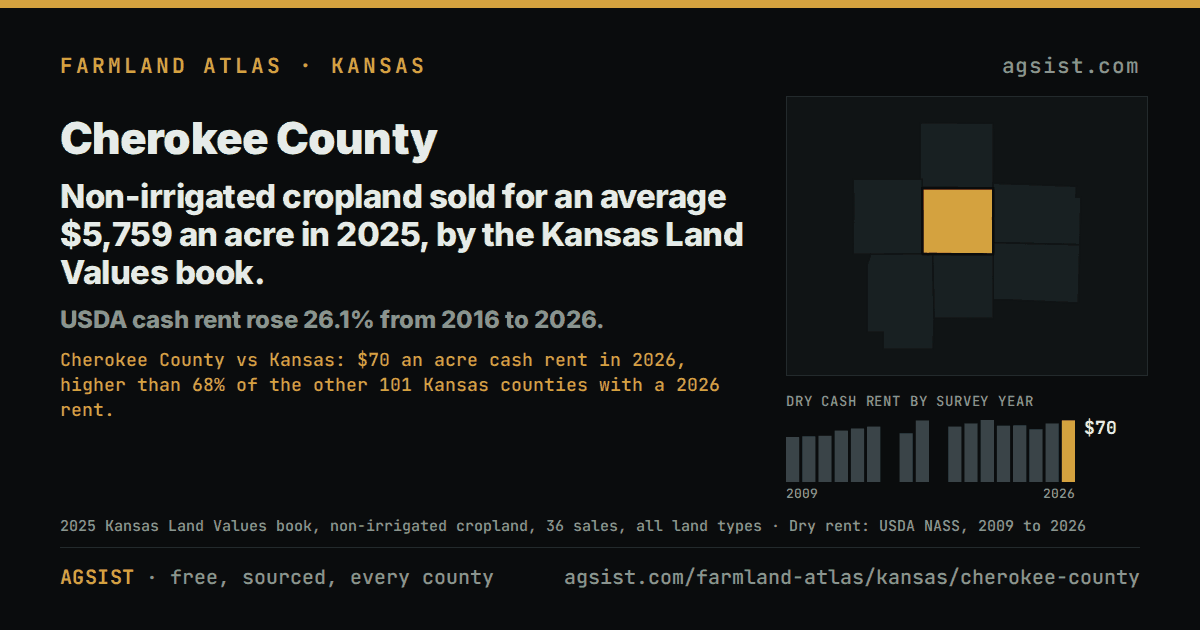 FARMLAND ATLAS · KANSAS
agsist.com
Cherokee County
Non-irrigated cropland sold for an average
$5,759 an acre in 2025, by the Kansas Land
Values book.
USDA cash rent rose 26.1% from 2016 to 2026.
Cherokee County vs Kansas: $70 an acre cash rent in 2026,
higher than 68% of the other 101 Kansas counties with a 2026
rent.
DRY CASH RENT BY SURVEY YEAR
$70
2009
2026
2025 Kansas Land Values book, non-irrigated cropland, 36 sales, all land types · Dry rent: USDA NASS, 2009 to 2026
AGSIST · free, sourced, every county
agsist.com/farmland-atlas/kansas/cherokee-county